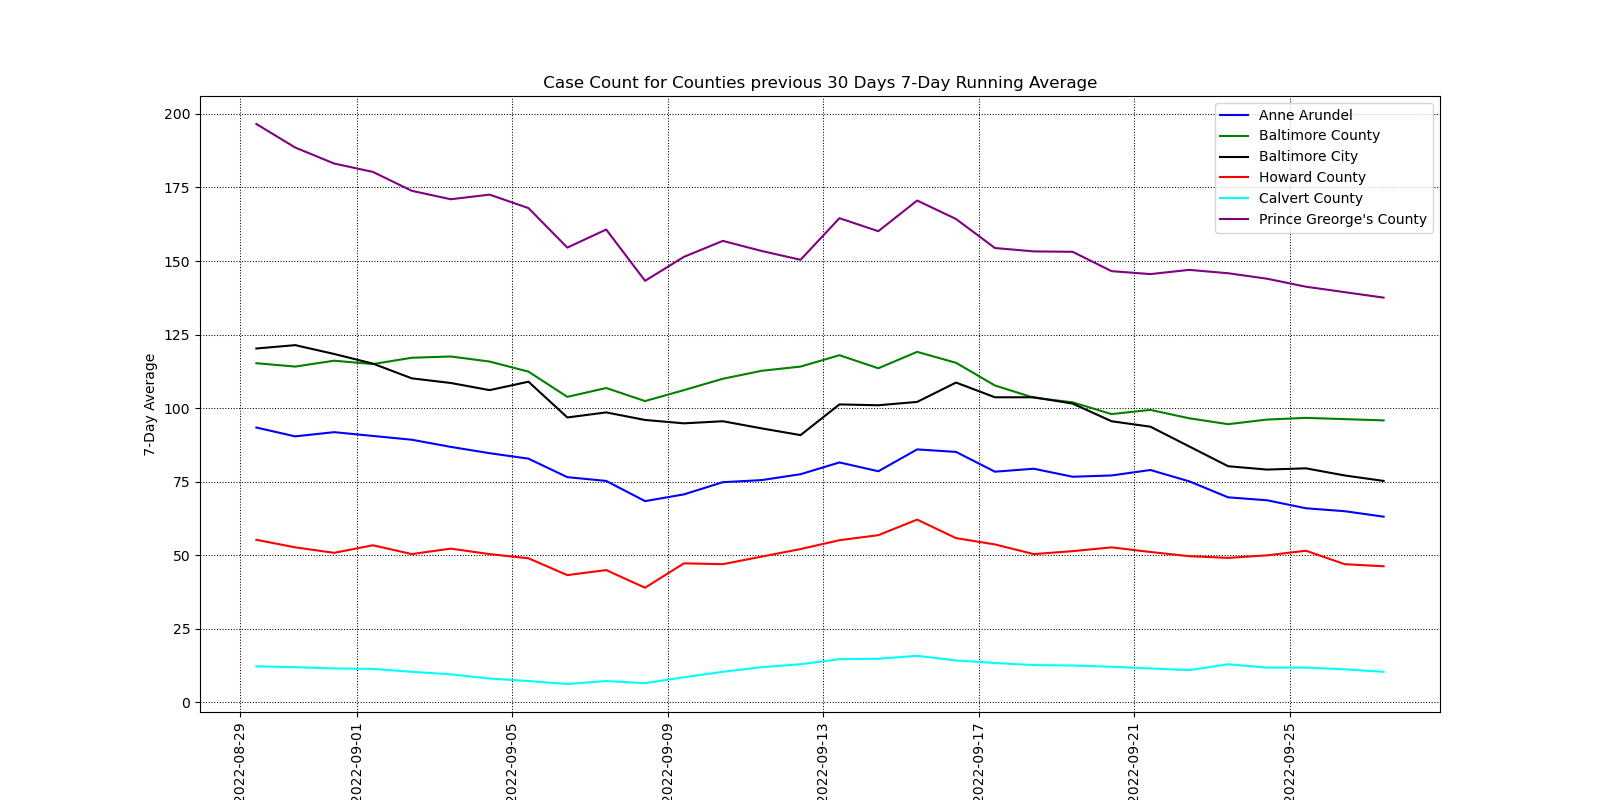 Case Count for Counties previous 30 Days 7-Day Running Average
Anne Arundel
Baltimore County
Baltimore City
Howard County
Calvert County
Prince Greorge's County
7-Day Average
200
175
150
125
100
75
50
25
0
2022-08-29
2022-09-01
2022-09-05
2022-09-09
2022-09-13
2022-09-17
2022-09-21
2022-09-25